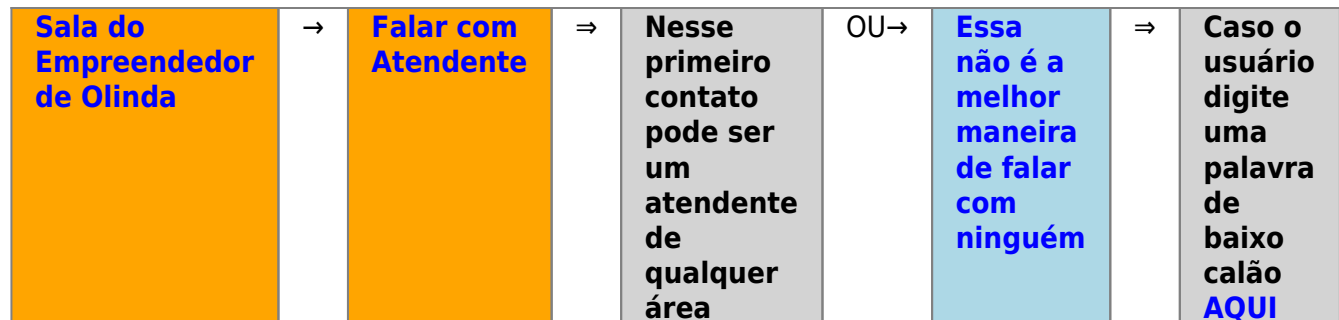 Sala do
Empreendedor
de Olinda
→
Falar com
Atendente
⇒
Nesse
primeiro
contato
pode ser
um
atendente
de
qualquer
área
OU→
Essa
não é a
melhor
maneira
de falar
com
ninguém
⇒
Caso o
usuário
digite
uma
palavra
de
baixo
calão
AQUI